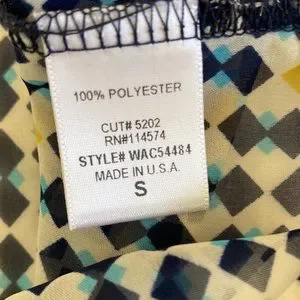 100% POLYESTER
CUT# 5202
RN#114574
STYLE# WAC54484
MADE IN U.S.A.
S